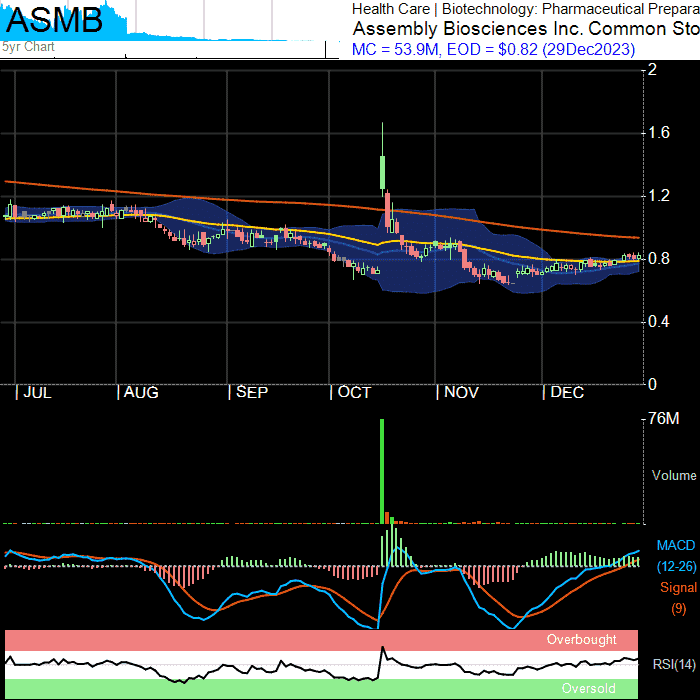 ASMB
5yr Chart
Health Care | Biotechnology: Pharmaceutical Prepara
Assembly Biosciences Inc. Common Sto
MC = 53.9M, EOD = $0.82 (29Dec2023)
2
1.6
1.2
0.8
0.4
0
JUL AUG SEP OCT NOV DEC
76M
Volume
MACD
(12-26)
Signal
(9)
Overbought
RSI(14)
Oversold